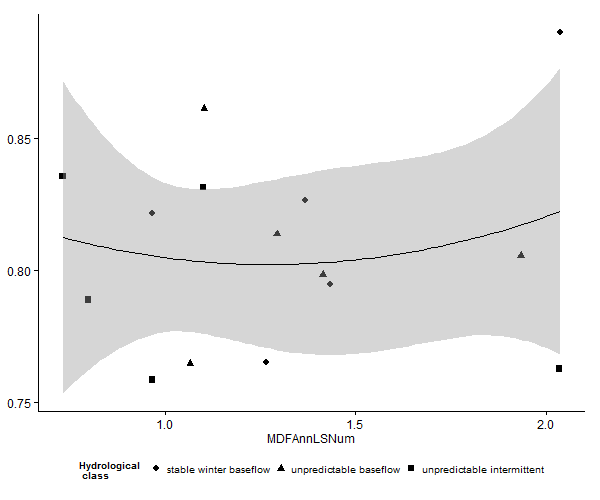 0.85
0.80
0.75
1.0 1.5 2.0
MDFAnnLSNum
Hydrological
class
stable winter baseflow unpredictable baseflow unpredictable intermittent